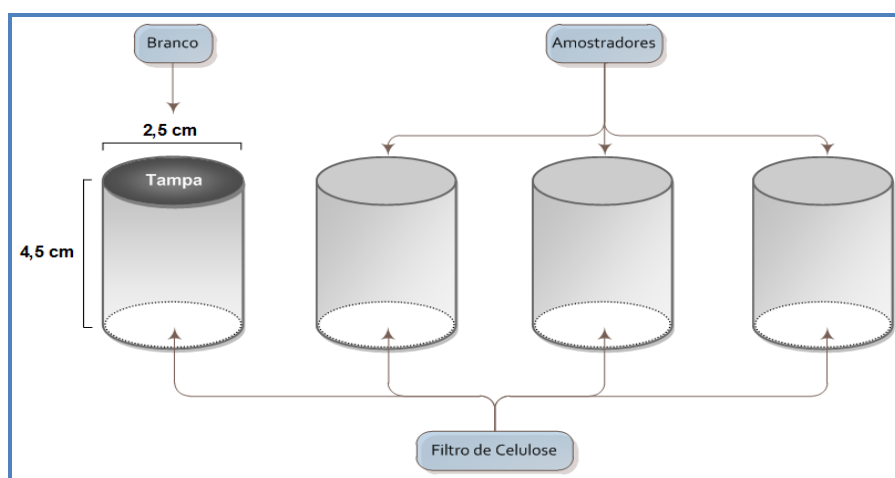 Branco
Amostradores
2,5 cm
Tampa
4,5 cm
Filtro de Celulose